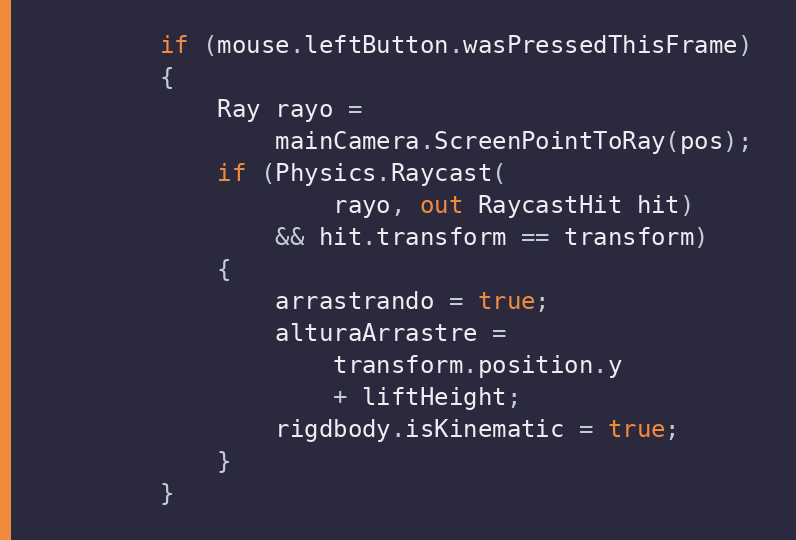 if (mouse.leftButton.wasPressedThisFrame)
{
Ray rayo =
mainCamera.ScreenPointToRay(pos);
if (Physics.Raycast(
rayo, out RaycastHit hit)
&& hit.transform == transform)
{
arrastrando = true;
alturaArrastre =
transform.position.y
+ liftHeight;
rigdbody.isKinematic = true;
}
}